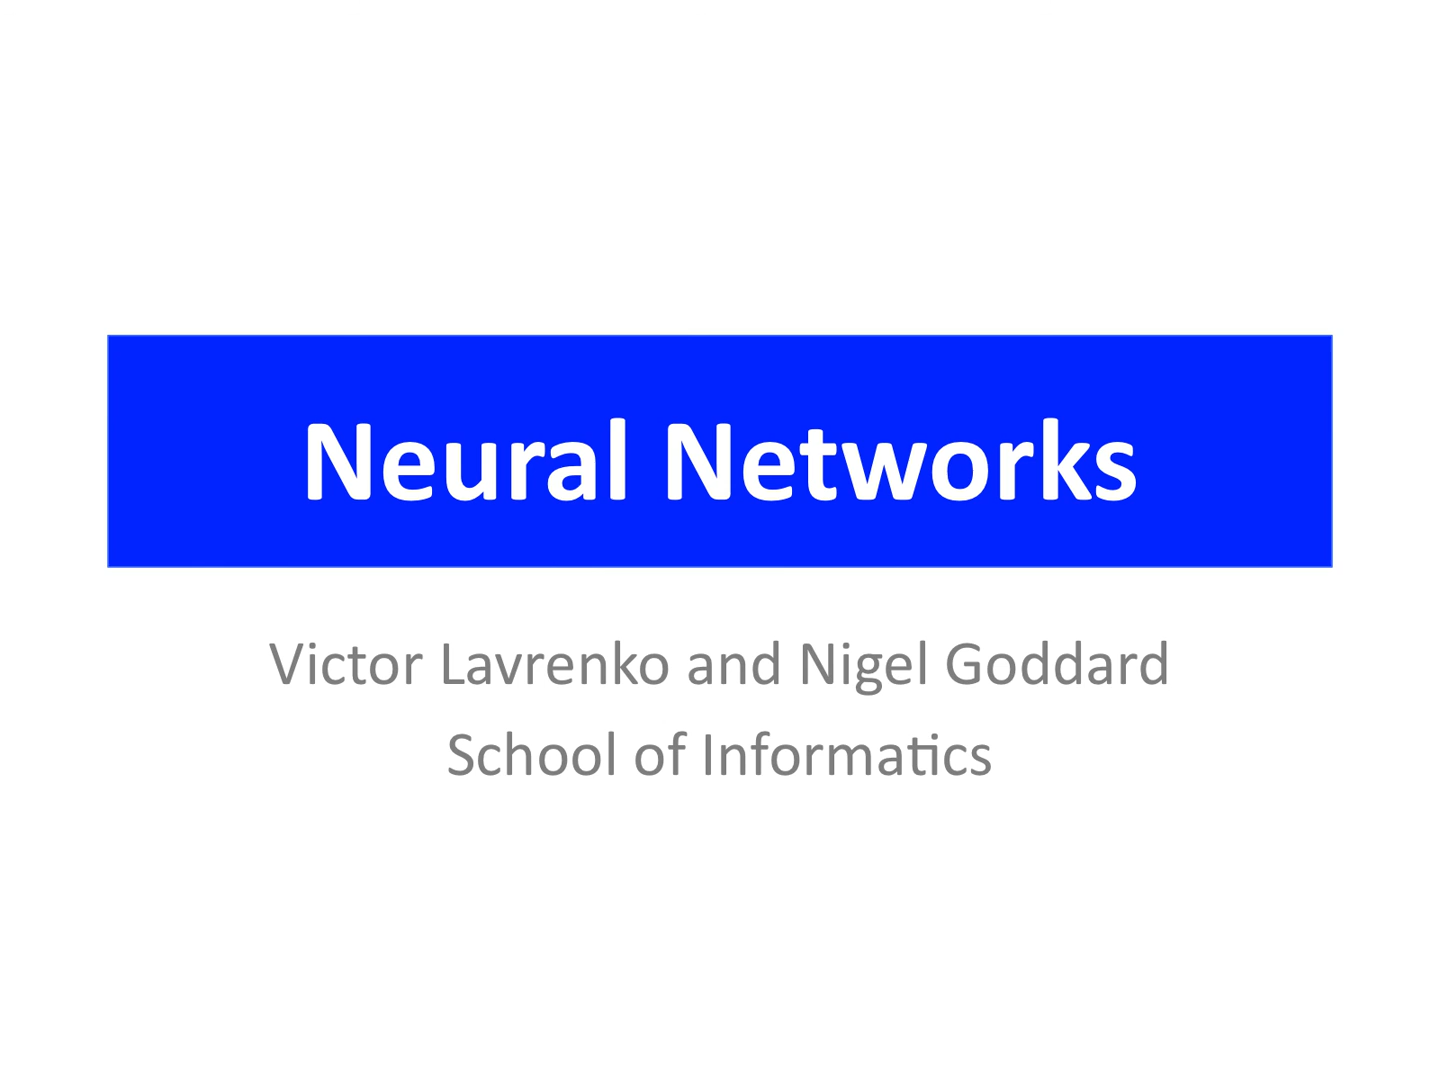 Neural Networks
Victor Lavrenko and Nigel Goddard
School of Informatics